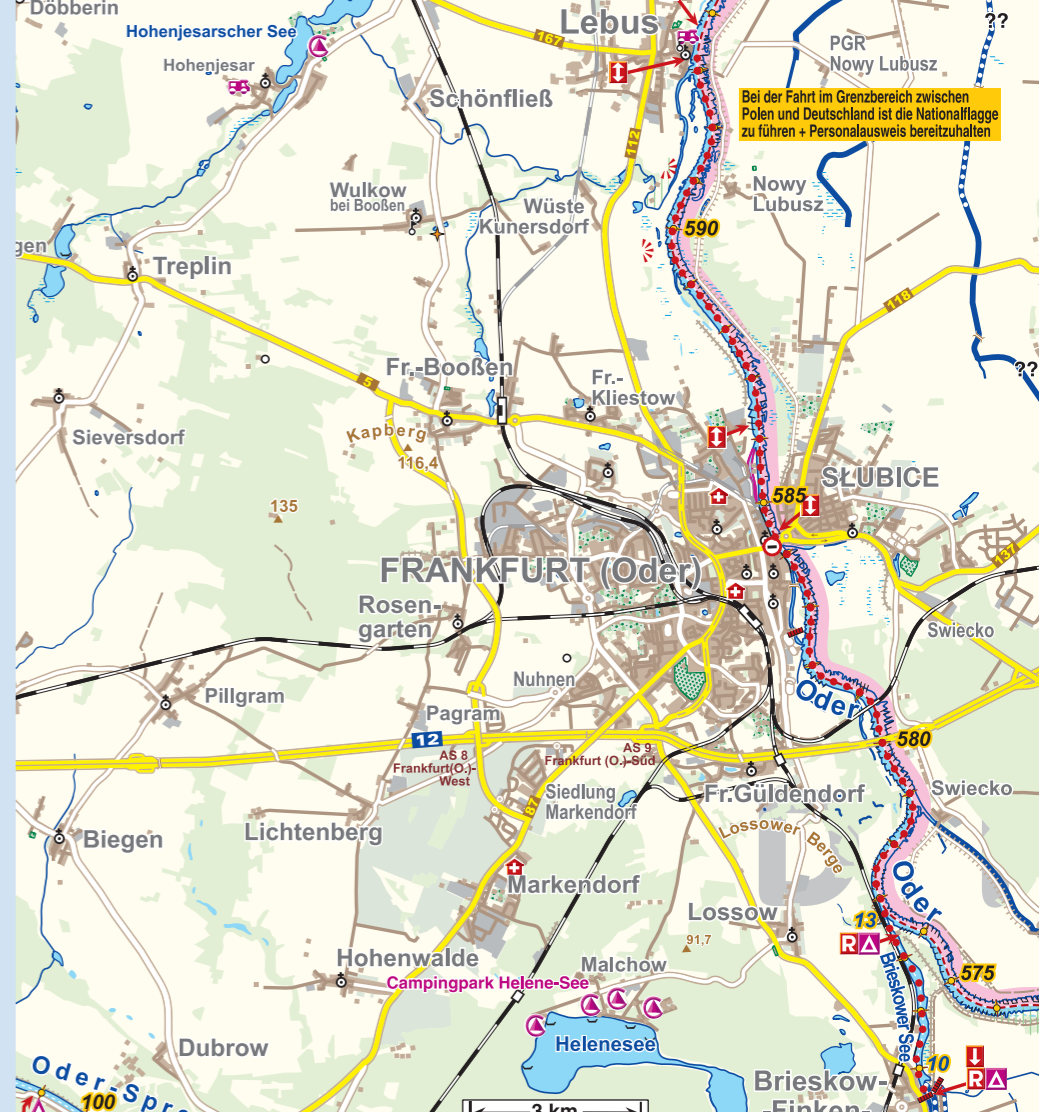 Döbberin
Hohenjesarscher See
Hohenjesar
167
Lebus
??
PGR
Nowy Lubusz
Schönfließ
Bei der Fahrt im Grenzbereich zwischen
Polen und Deutschland ist die Nationalflagge
zu führen + Personalausweis bereitzuhalten
112
Wulkow
bei Booßen
Wüste
Kunersdorf
Nowy
Lubusz
590
gen
Treplin
118
5
Fr.-Booßen
Fr.-
Kliestow
??
Kapberg
116,4
Sieversdorf
135
585
SŁUBICE
137
FRANKFURT (Oder)
Rosen-
garten
Swiecko
Nuhnen
Pillgram
Oder
Pagram
12
AS 8
Frankfurt(O.)-
West
AS 9
Frankfurt (O.)-Süd
580
87
Siedlung
Markendorf
Fr.Güldendorf
Swiecko
Biegen
Lichtenberg
Lossower Berge
Oder
Markendorf
Lossow
13
R
91,7
Hohenwalde
Malchow
Campingpark Helene-See
575
Brieskower See
Helenesee
Dubrow
10
R
Oder-Spre
100
3 km
Brieskow-
-Finken-